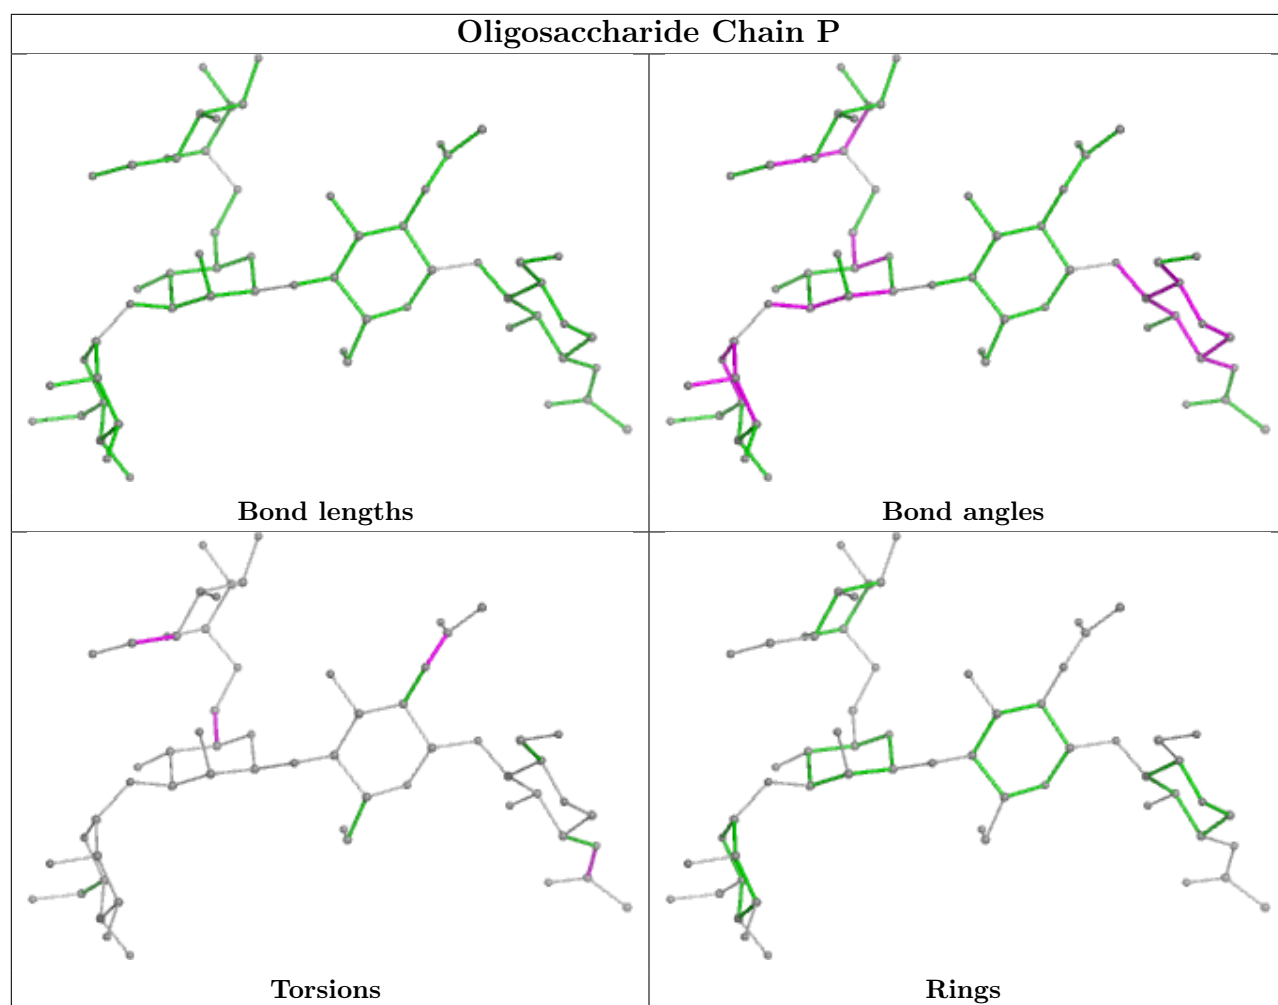 Oligosaccharide Chain P
Bond lengths
Bond angles
Torsions
Rings